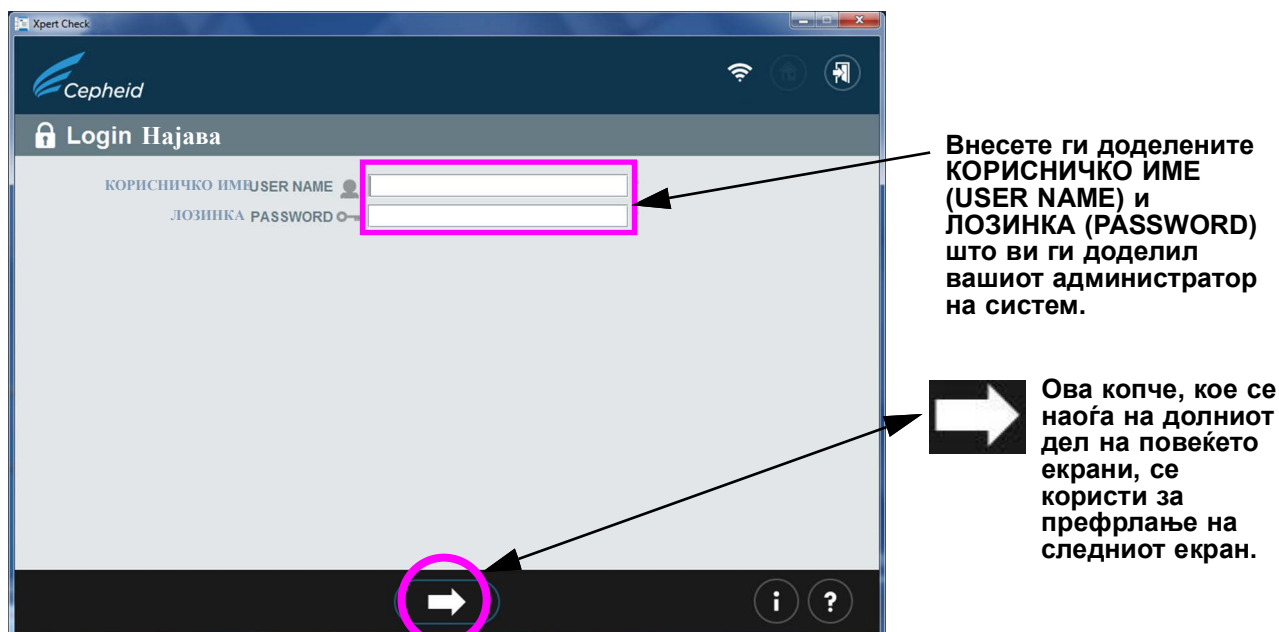 Xpert Check
Cepheid
Login Најава
КОРИСНИЧКО ИМЕ USER NAME
ЛОЗИНКА PASSWORD
Внесете ги доделените
КОРИСНИЧКО ИМЕ
(USER NAME) и
ЛОЗИНКА (PASSWORD)
што ви ги доделил
вашиот администратор
на систем.
Ова копче, кое се
наоѓа на долниот
дел на повеќето
екрани, се
користи за
префрлање на
следниот екран.
i ?